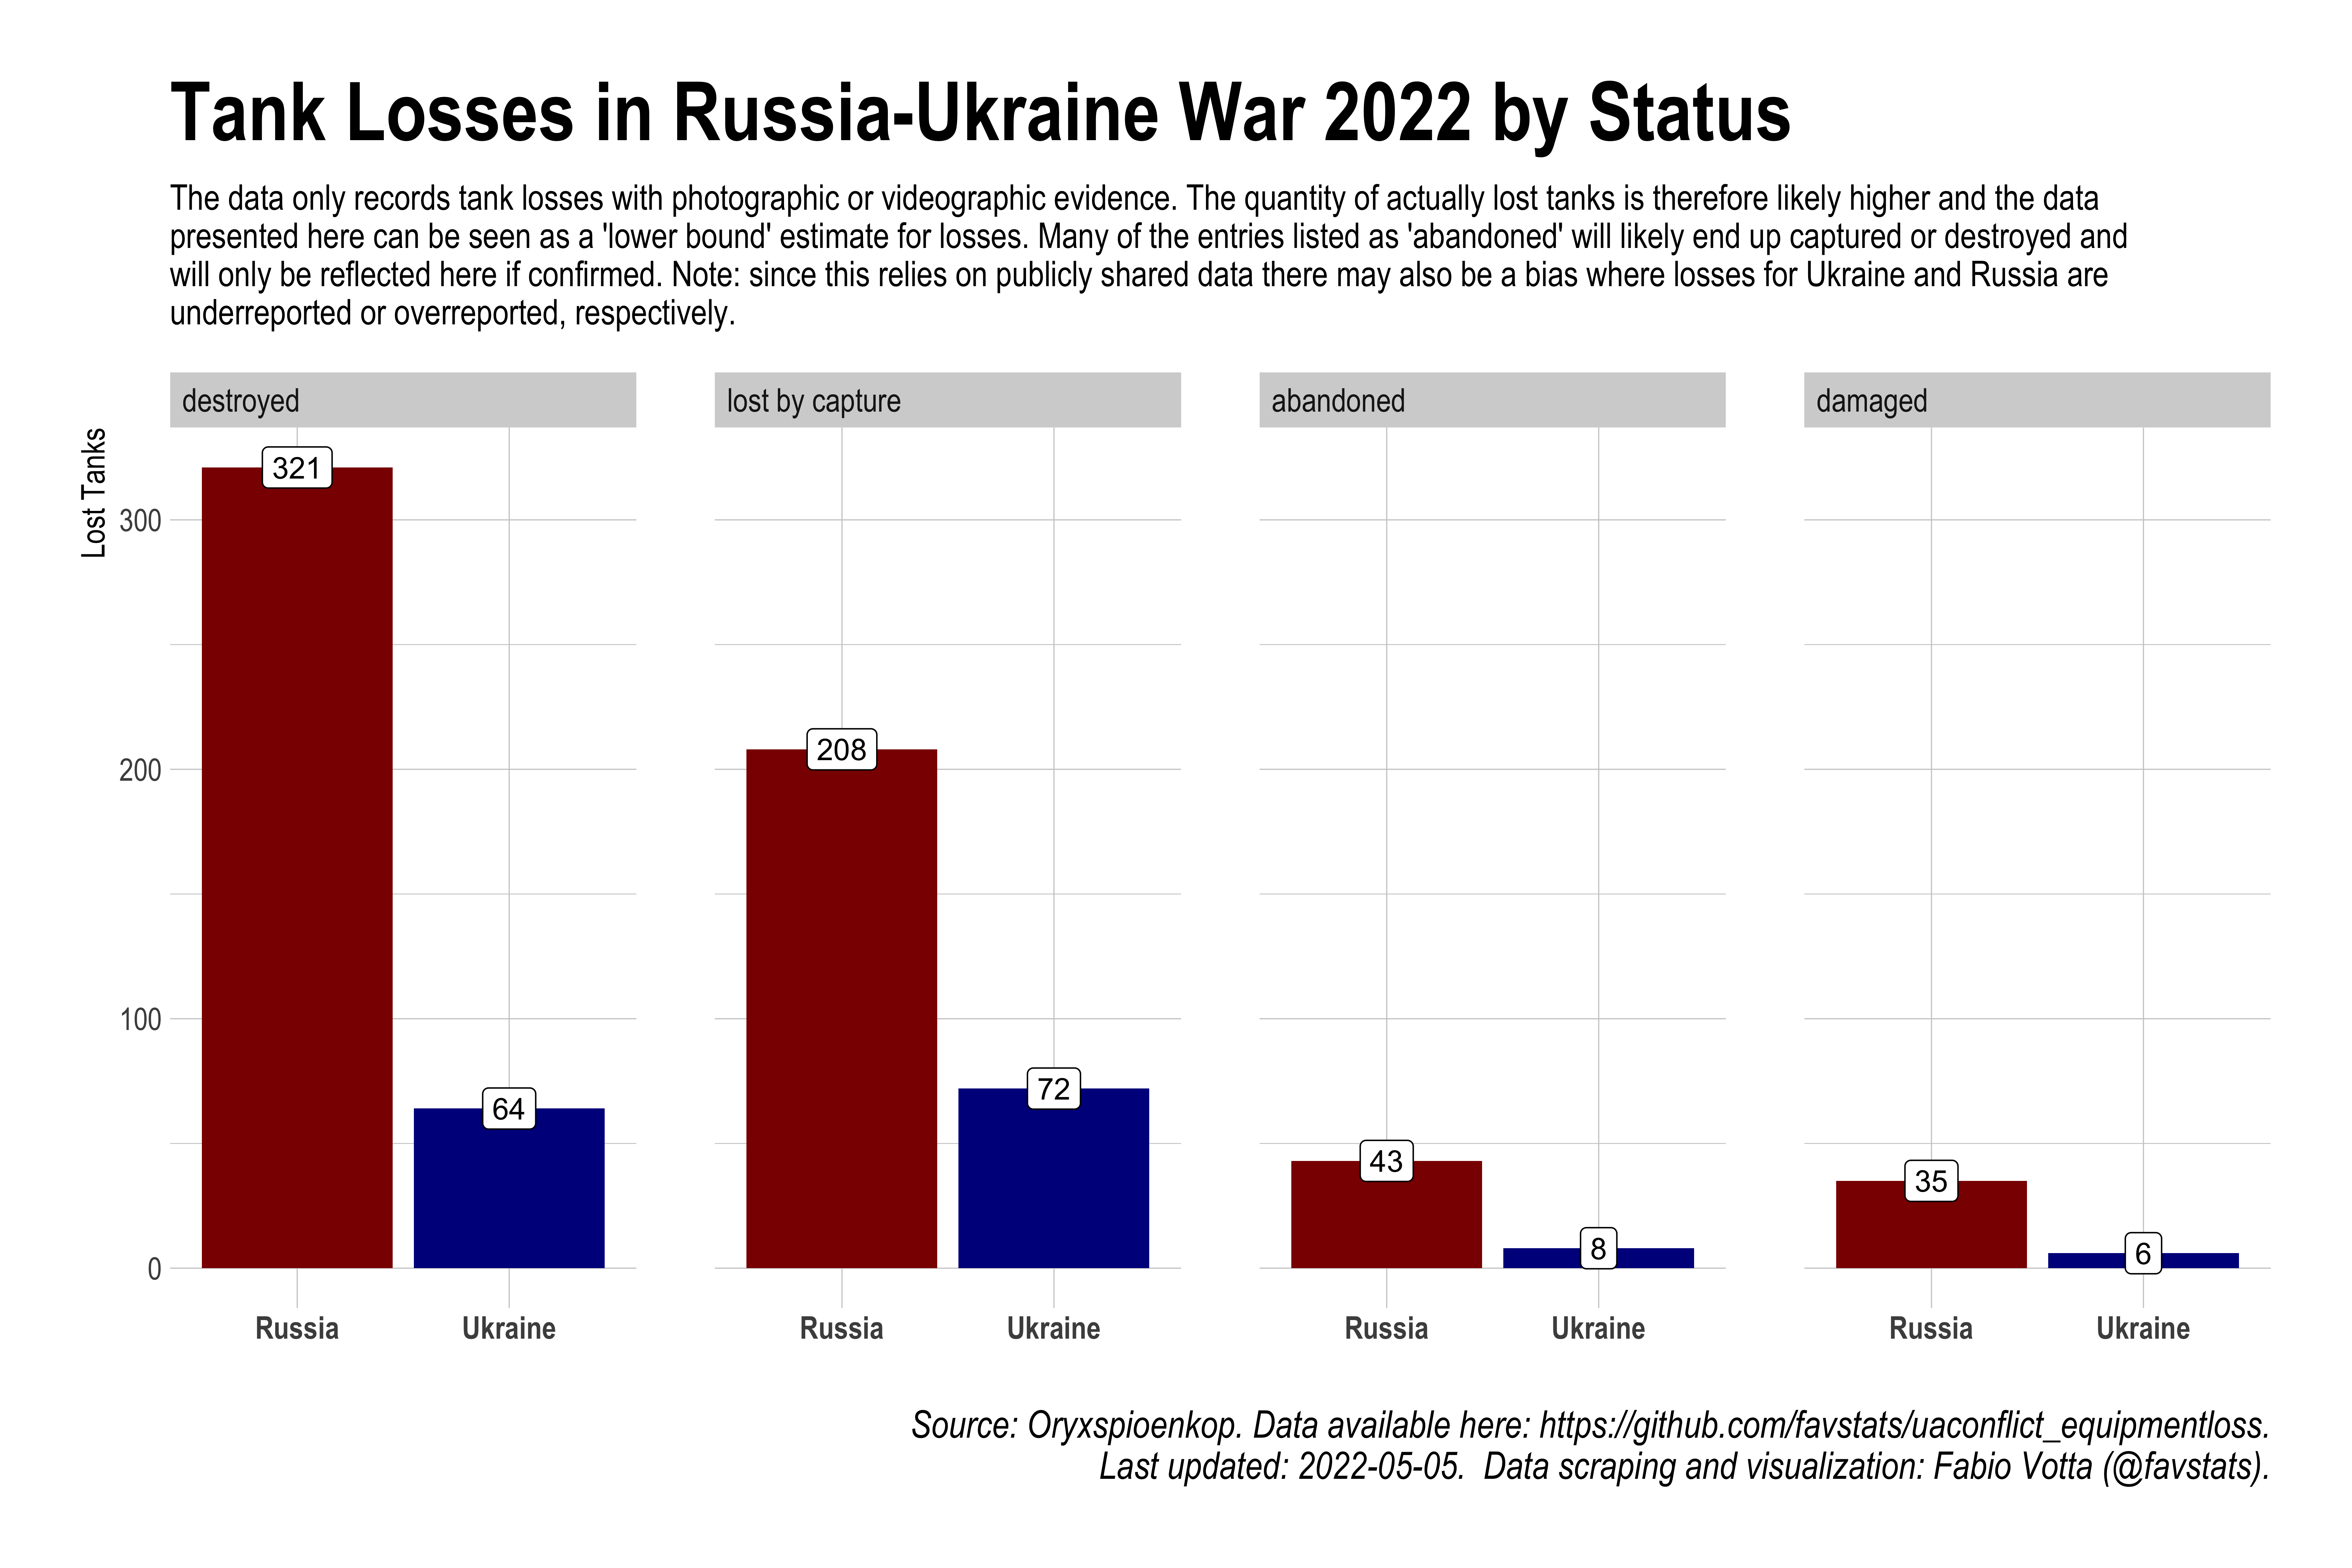 Tank Losses in Russia-Ukraine War 2022 by Status
The data only records tank losses with photographic or videographic evidence. The quantity of actually lost tanks is therefore likely higher and the data
presented here can be seen as a 'lower bound' estimate for losses. Many of the entries listed as 'abandoned' will likely end up captured or destroyed and
will only be reflected here if confirmed. Note: since this relies on publicly shared data there may also be a bias where losses for Ukraine and Russia are
underreported or overreported, respectively.
destroyed
lost by capture
abandoned
damaged
Lost Tanks
300
200
100
0
321
64
208
72
43
8
35
6
Russia
Ukraine
Russia
Ukraine
Russia
Ukraine
Russia
Ukraine
Source: Oryxspioenkop. Data available here: https://github.com/favstats/uaconflict_equipmentloss.
Last updated: 2022-05-05.  Data scraping and visualization: Fabio Votta (@favstats).